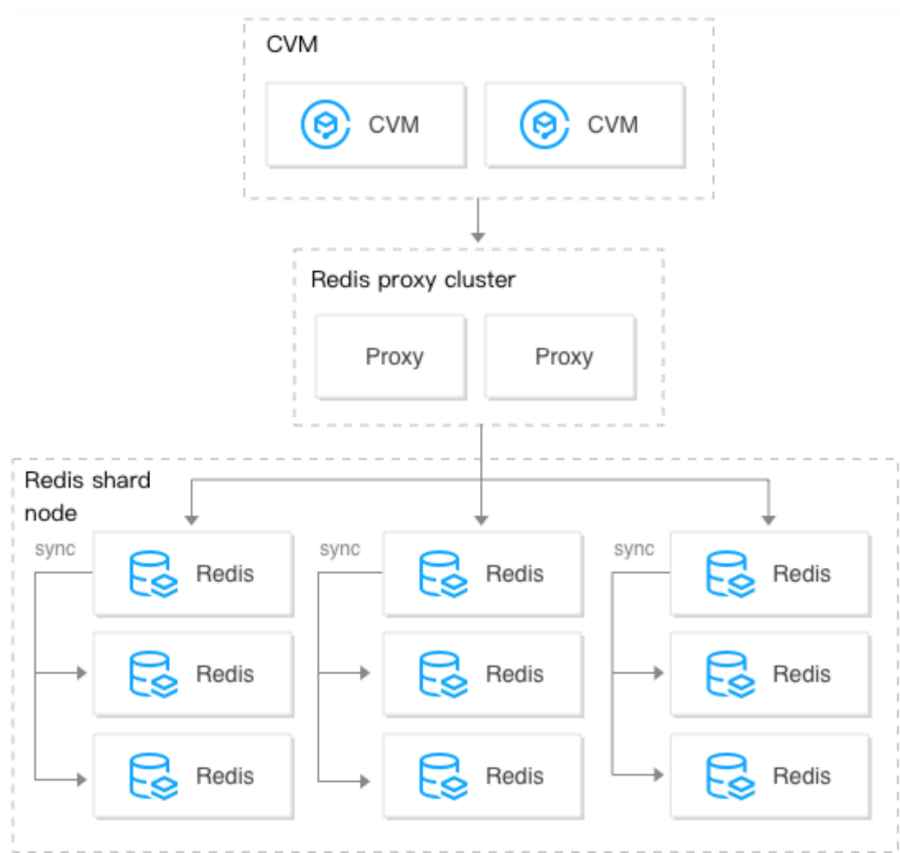 CVM
CVM CVM
Redis proxy cluster
Proxy Proxy
Redis shard
node
sync sync sync
Redis Redis Redis
Redis Redis Redis
Redis Redis Redis